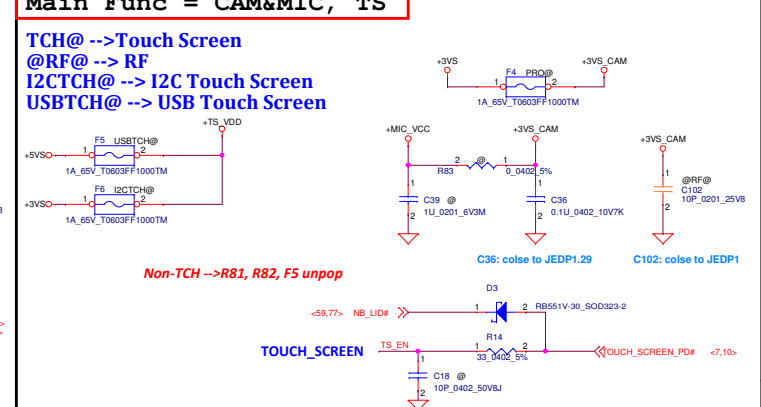 Main Func = CAM&MIC, TS
TCH@ -->Touch Screen
@RF@ --> RF
I2CTCH@ --> I2C Touch Screen
USBTCH@ --> USB Touch Screen
+3VS
+3VS_CAM
F4 PRO@
1 2
1A_65V_T0603FF1000TM
+TS_VDD
+5VS
F5 USBTCH@
1 2
1A_65V_T0603FF1000TM
+3VS
F6 I2CTCH@
1 2
1A_65V_T0603FF1000TM
+MIC_VCC
+3VS_CAM
2 @ 1
R83 0_0402_5%
1
C39 @
1U_0201_6V3M
2
1
C36
0.1U_0402_10V7K
2
+3VS_CAM
1
@RF@
C102
10P_0201_25V8
2
C36: colse to JEDP1.29
C102: colse to JEDP1
Non-TCH -->R81, R82, F5 unpop
D3
<59,77> NB_LID#
1 2
RB551V-30_SOD323-2
R14
TOUCH_SCREEN
TS_EN
1 2
33_0402_5%
TOUCH_SCREEN_PD# <7,10>
1
C18 @
10P_0402_50V8J
2